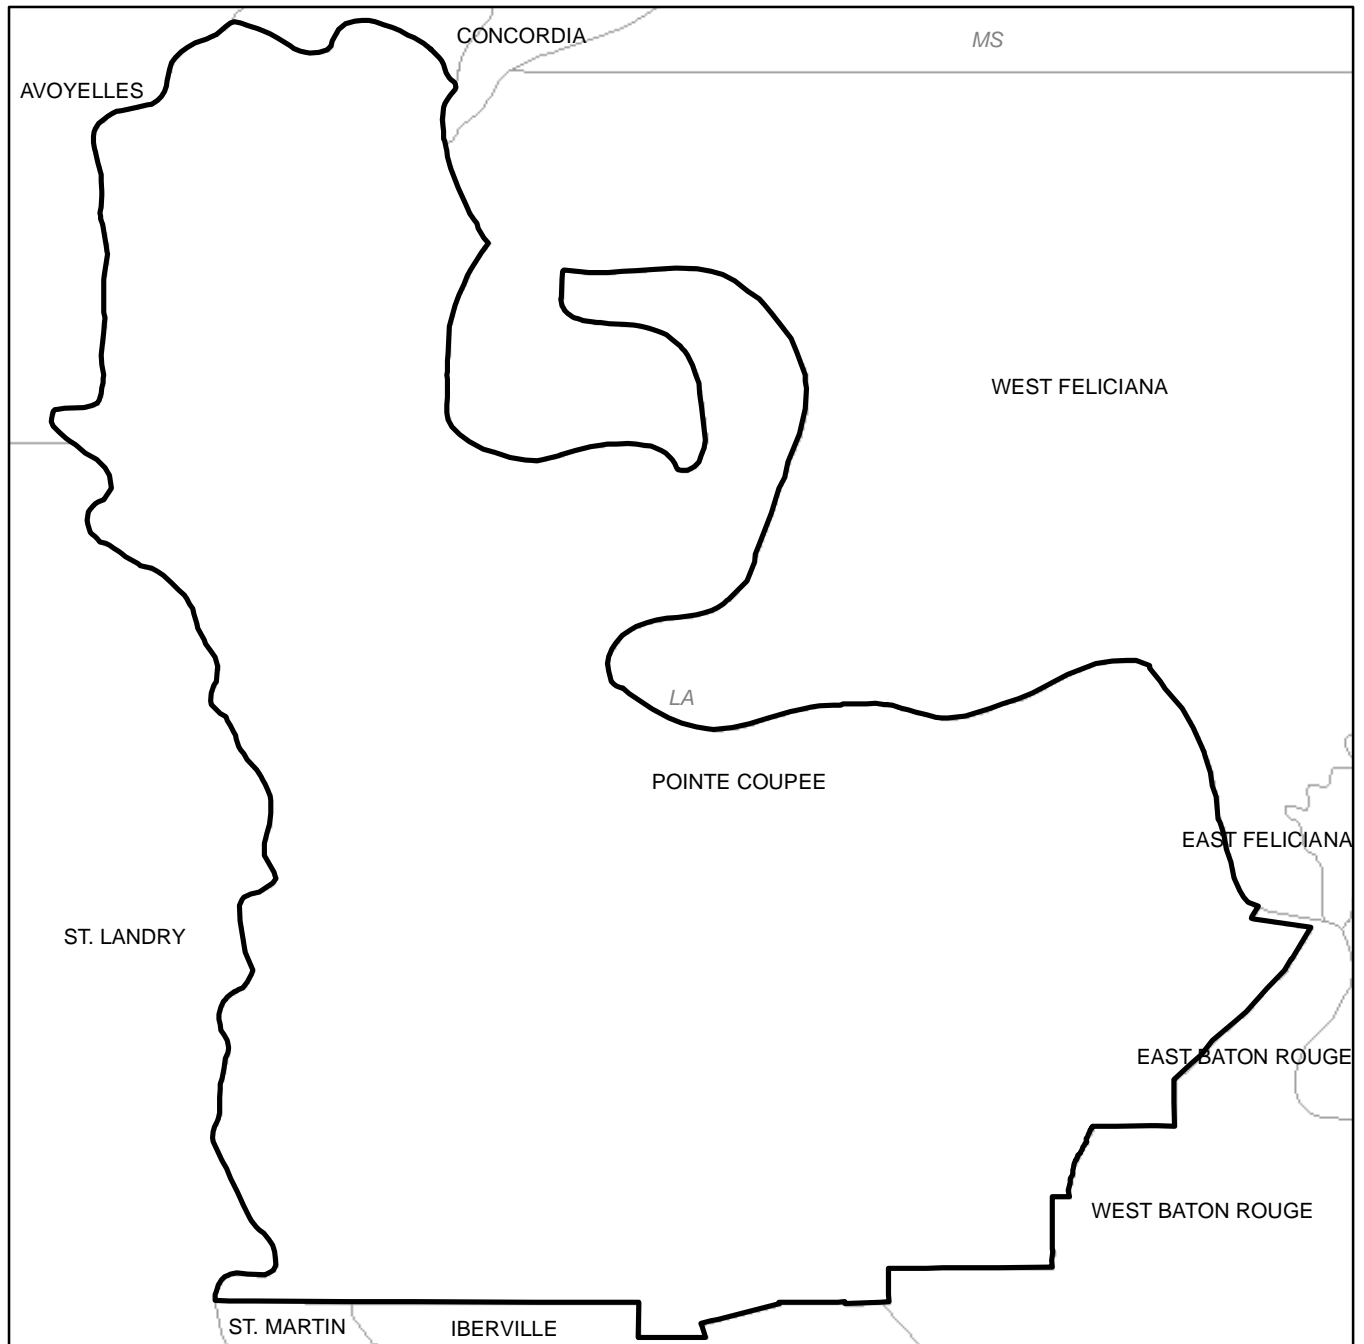 CONCORDIA
MS
AVOYELLES
WEST FELICIANA
LA
POINTE COUPEE
EAST FELICIANA
ST. LANDRY
EAST BATON ROUGE
WEST BATON ROUGE
ST. MARTIN
IBERVILLE